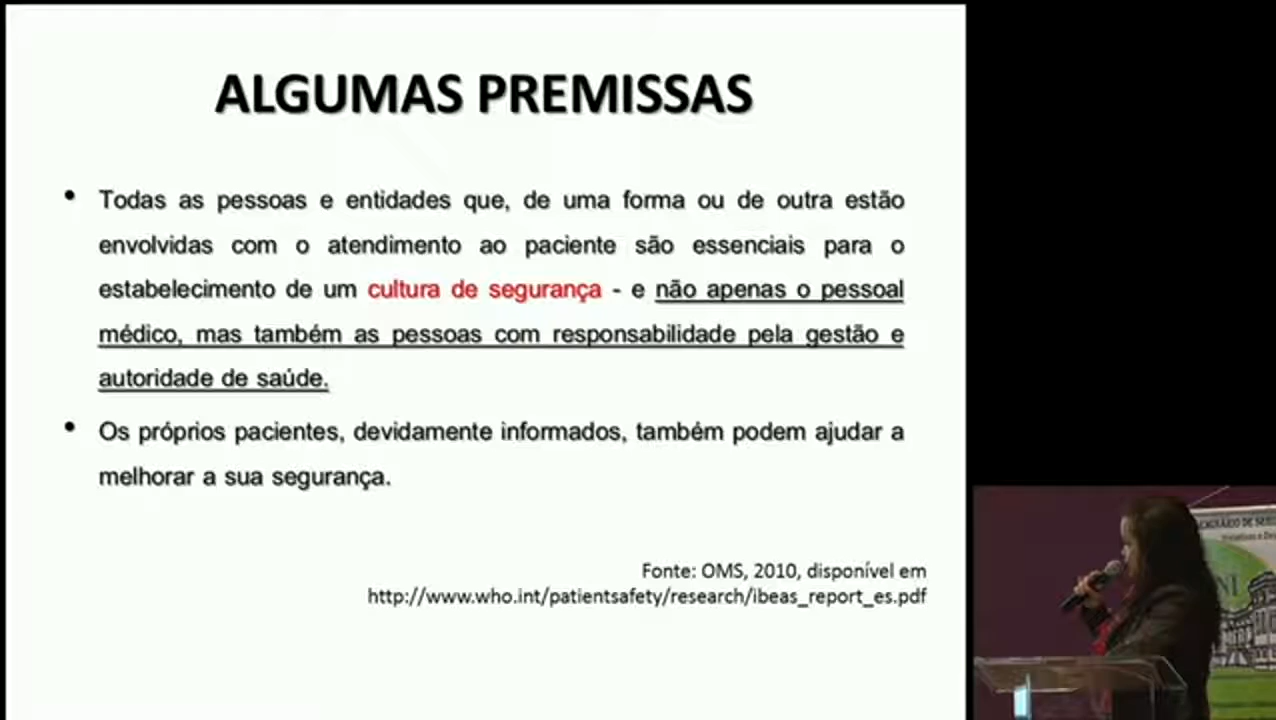 ALGUMAS PREMISSAS
• Todas as pessoas e entidades que, de uma forma ou de outra estão
envolvidas com o atendimento ao paciente são essenciais para o
estabelecimento de um cultura de segurança - e não apenas o pessoal
médico, mas também as pessoas com responsabilidade pela gestão e
autoridade de saúde.
• Os próprios pacientes, devidamente informados, também podem ajudar a
melhorar a sua segurança.
Fonte: OMS, 2010, disponível em
http://www.who.int/patientsafety/research/ibeas_report_es.pdf